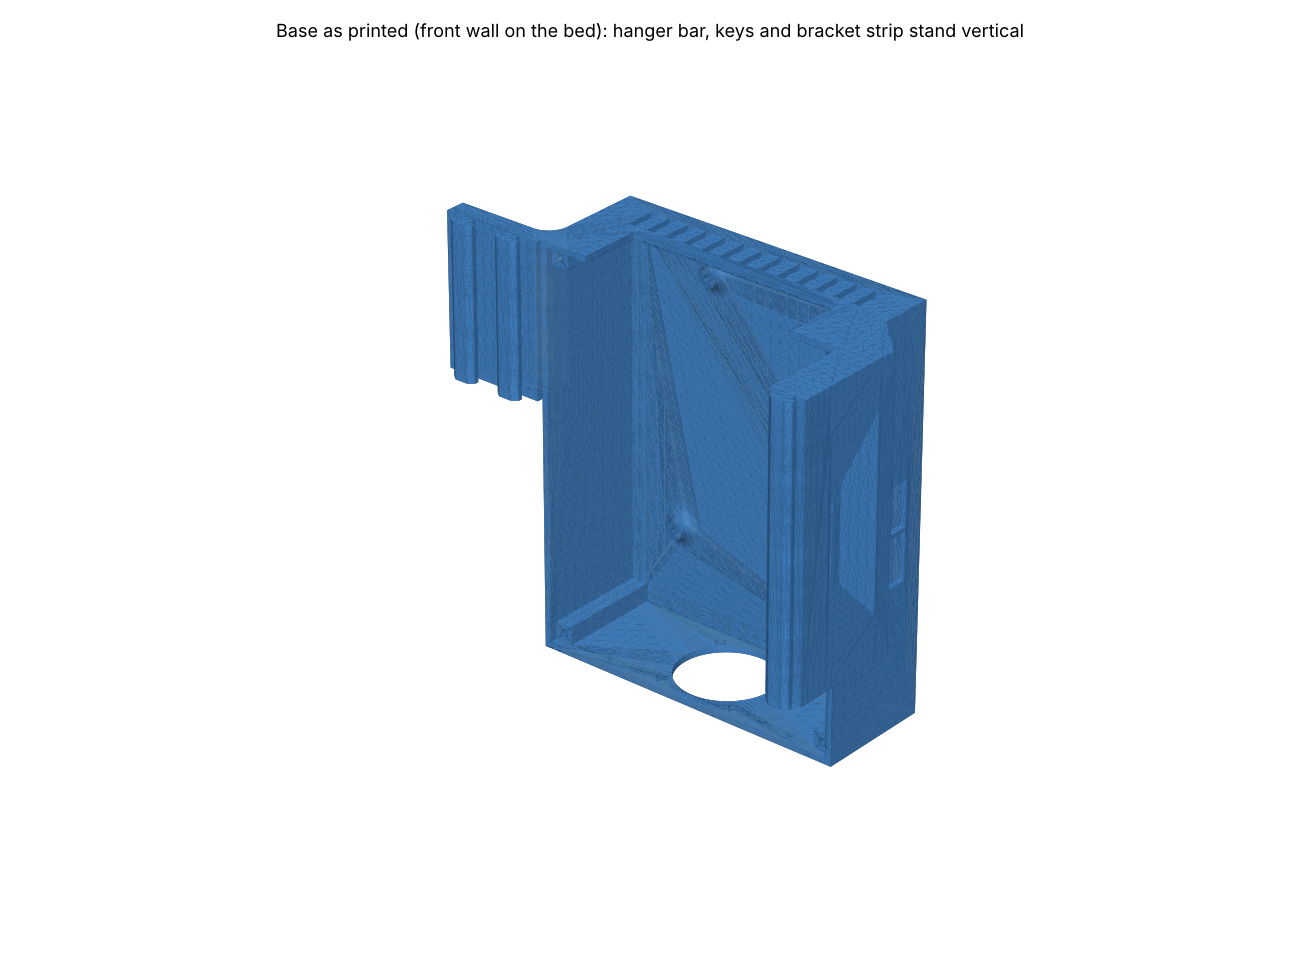 Base as printed (front wall on the bed): hanger bar, keys and bracket strip stand vertical